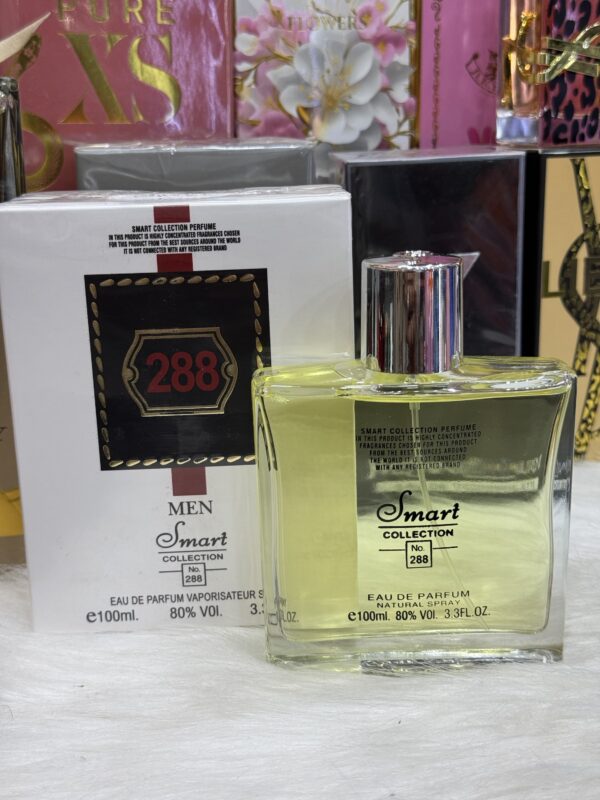 PURE
XS
FLOWERS
SMART COLLECTION PERFUME
IN THIS PRODUCT IS HIGHLY CONCENTRATED FRAGRANCES CHOSEN
FOR THIS PRODUCT FROM THE BEST SOURCES AROUND THE WORLD
IT IS NOT CONNECTED WITH ANY REGISTERED BRAND
288
MEN
Smart
COLLECTION
No.
288
EAU DE PARFUM VAPORISATEUR S
e100ml. 80% VOl. 3.3
SMART COLLECTION PERFUME
IN THIS PRODUCT IS HIGHLY CONCENTRATED
FRAGRANCES CHOSEN FOR THIS PRODUCT
FROM THE BEST SOURCES AROUND
THE WORLD IT IS NOT CONNECTED
WITH ANY REGISTERED BRAND
Smart
COLLECTION
No.
288
EAU DE PARFUM
NATURAL SPRAY
e100ml. 80% VOl. 3.3FL.OZ.